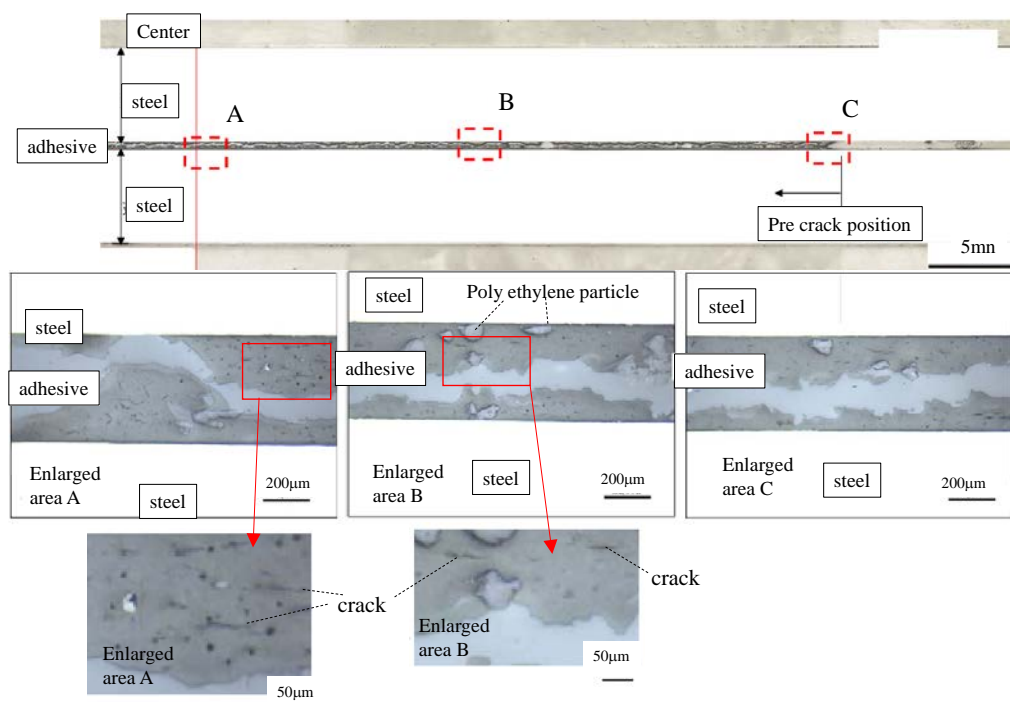 Center
steel
A
B
C
adhesive
steel
Pre crack position
5mn
steel
adhesive
Enlarged
area A
steel
200μm
steel
Poly ethylene particle
adhesive
Enlarged
area B
steel
200μm
steel
adhesive
Enlarged
area C
steel
200μm
crack
Enlarged
area A
50μm
crack
Enlarged
area B
50μm